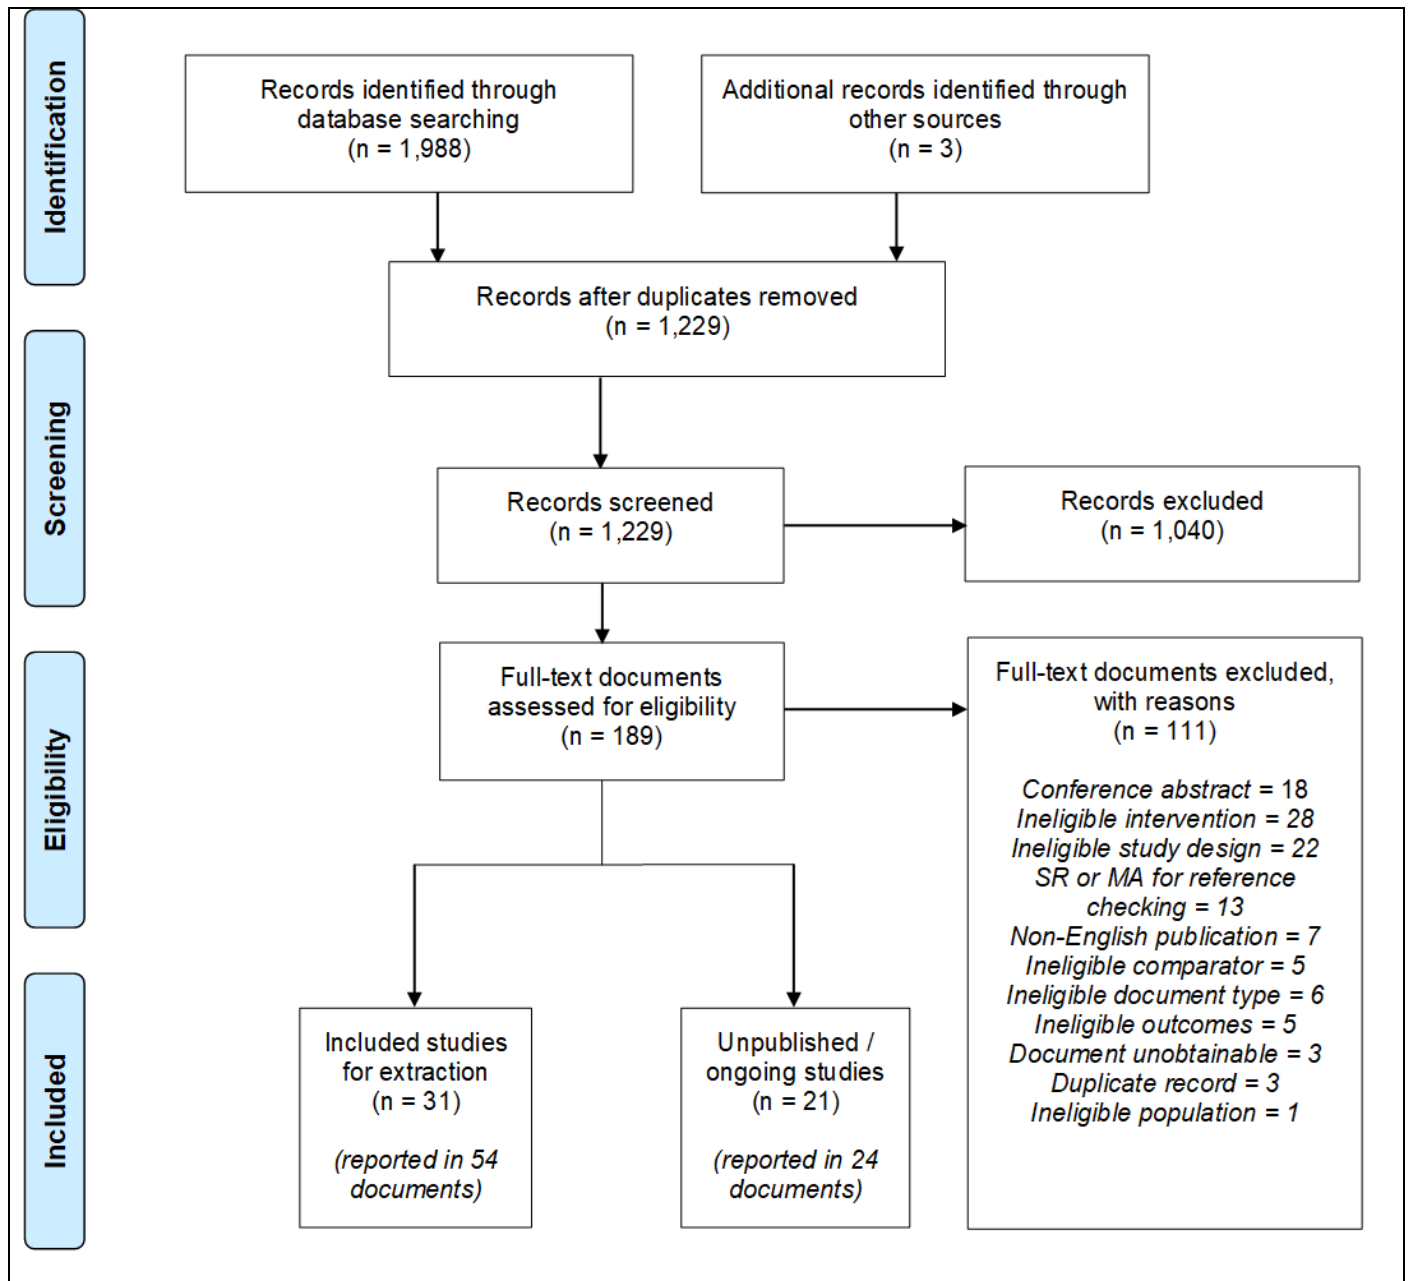 Identification
Records identified through
database searching
(n = 1,988)
Additional records identified through
other sources
(n = 3)
Records after duplicates removed
(n = 1,229)
Screening
Records screened
(n = 1,229)
Records excluded
(n = 1,040)
Eligibility
Full-text documents
assessed for eligibility
(n = 189)
Full-text documents excluded,
with reasons
(n = 111)
Conference abstract = 18
Ineligible intervention = 28
Ineligible study design = 22
SR or MA for reference
checking = 13
Non-English publication = 7
Ineligible comparator = 5
Ineligible document type = 6
Ineligible outcomes = 5
Document unobtainable = 3
Duplicate record = 3
Ineligible population = 1
Included
Included studies
for extraction
(n = 31)
(reported in 54
documents)
Unpublished /
ongoing studies
(n = 21)
(reported in 24
documents)